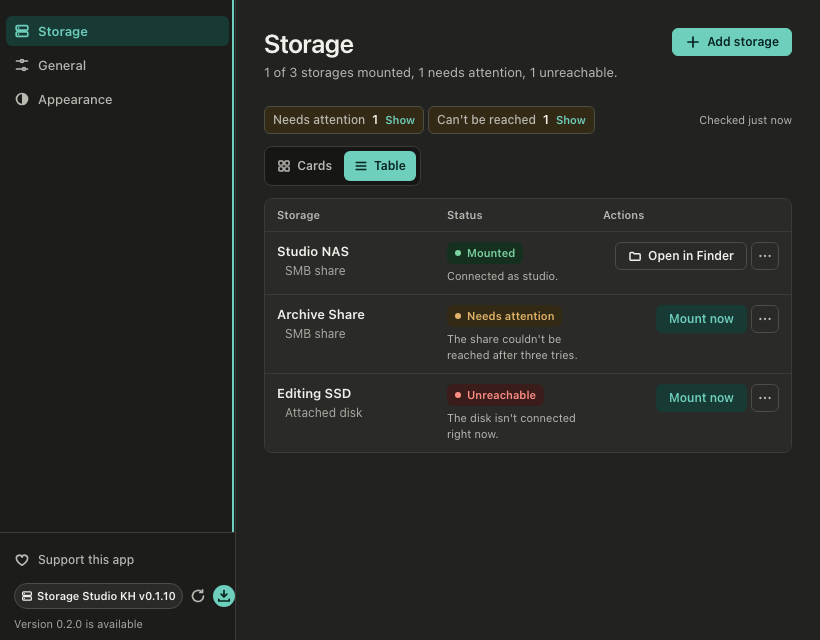 Storage
General
Appearance
Support this app
Storage Studio KH v0.1.10
Version 0.2.0 is available
Storage
Add storage
1 of 3 storages mounted, 1 needs attention, 1 unreachable.
Needs attention 1 Show
Can't be reached 1 Show
Checked just now
Cards
Table
Storage Status Actions
Studio NAS
SMB share
Mounted
Connected as studio.
Open in Finder
Archive Share
SMB share
Needs attention
The share couldn't be
reached after three tries.
Mount now
Editing SSD
Attached disk
Unreachable
The disk isn't connected
right now.
Mount now